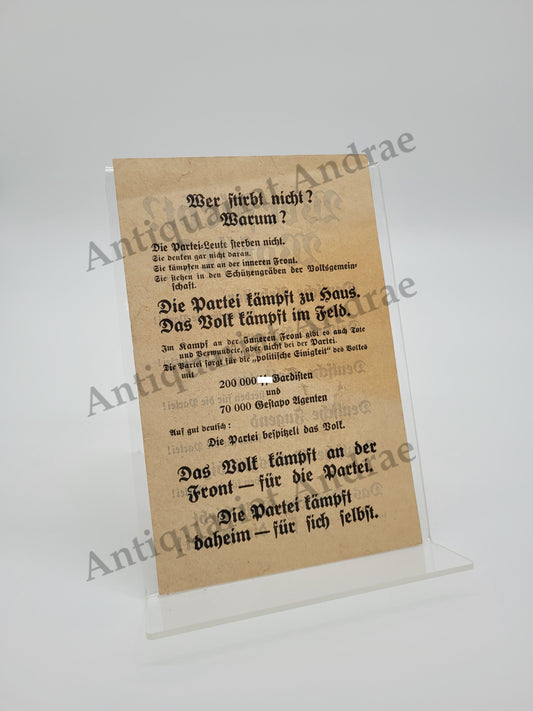 Wer stirbt nicht?
Warum?
Die Partei-Leute sterben nicht.
Sie denken gar nicht daran.
Sie kämpfen nur an der inneren Front.
Sie stehen in den Schützengräben der Volksgemein-
schaft.
Die Partei kämpft zu Haus.
Das Volk kämpft im Feld.
Im Kampf an der Inneren Front gibt es auch Tote
und Verwundete, aber nicht bei der Partei.
Die Partei sorgt für die „politische Einigkeit" des Volkes
mit
200 000 Gardisten
und
70 000 Gestapo Agenten
Auf gut deutsch:
Die Partei bespitzelt das Volk.
Das Volk kämpft an der
Front — für die Partei.
Die Partei kämpft
daheim — für sich selbst.
Antiquariat Andrae
Antiquariat Andrae
Antiquariat Andrae